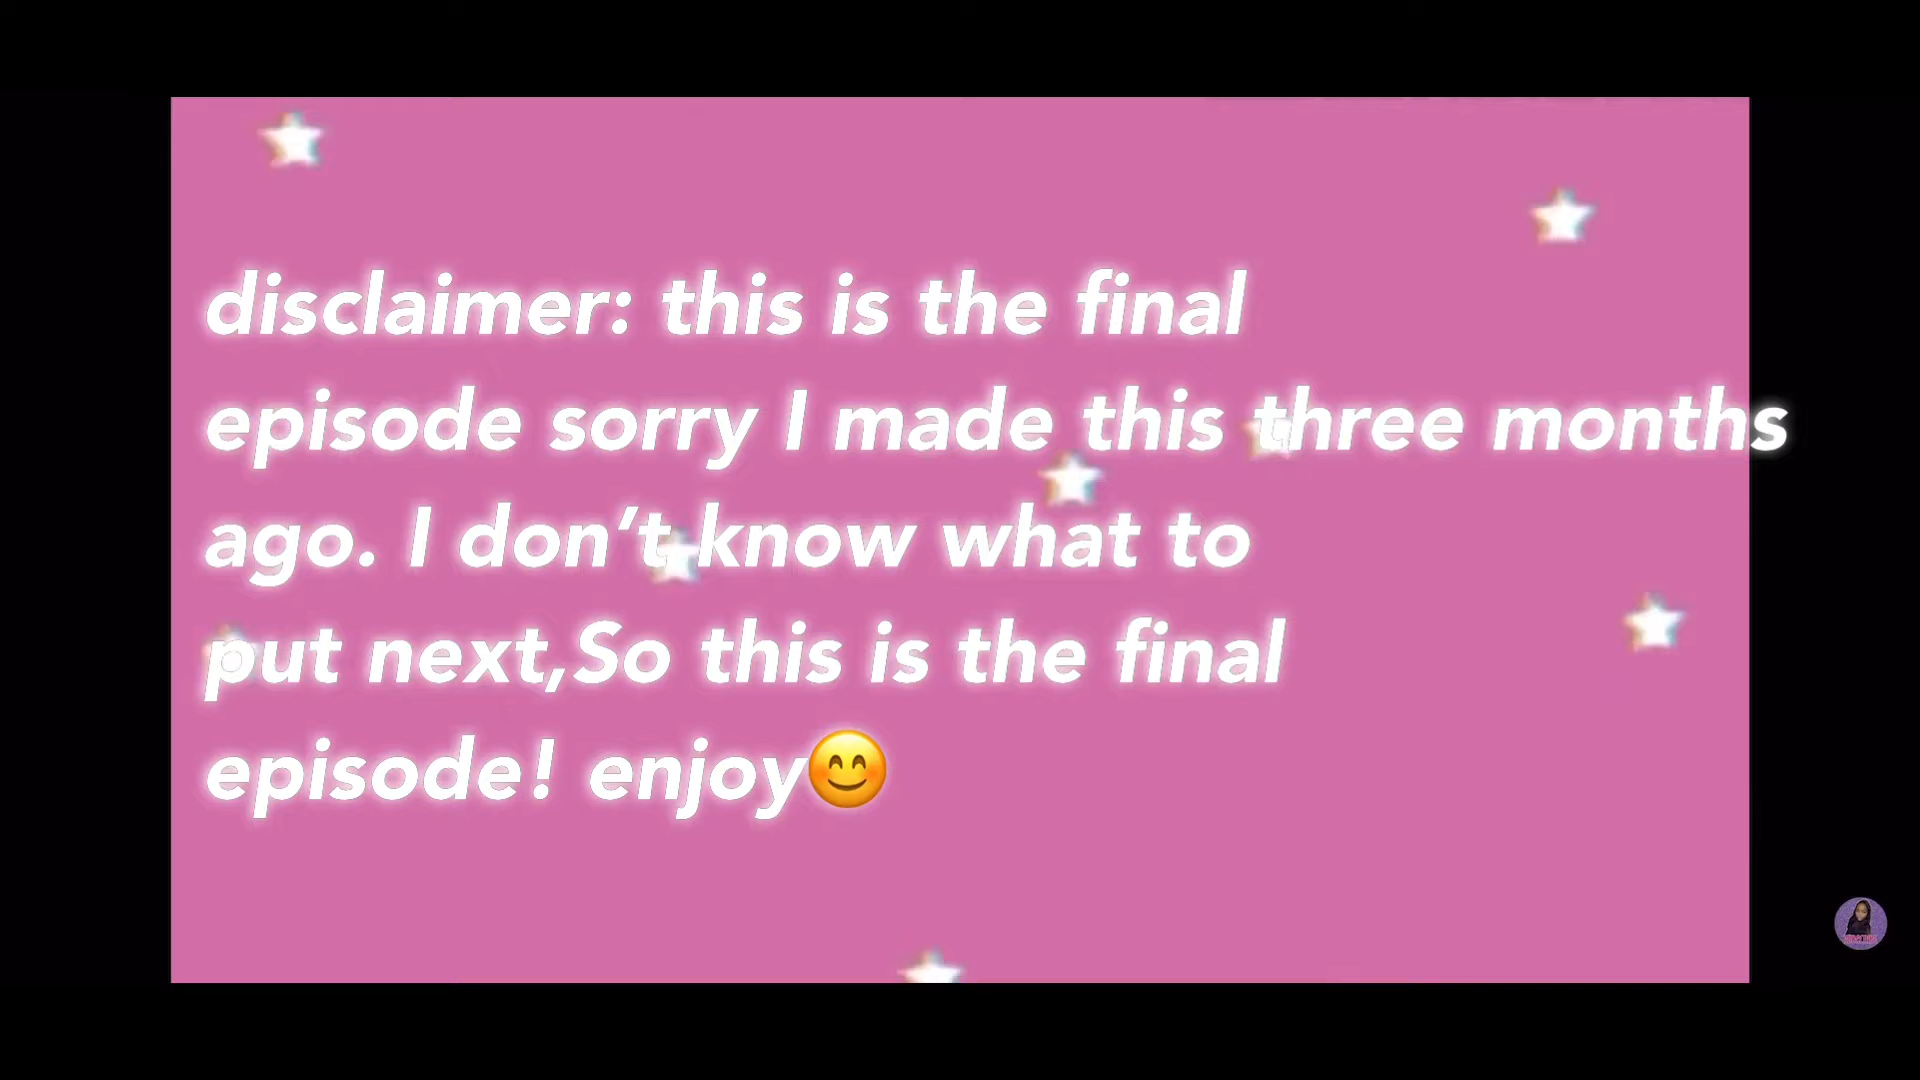 disclaimer: this is the final
episode sorry I made this three months
ago. I don’t know what to
put next,So this is the final
episode! enjoy😊